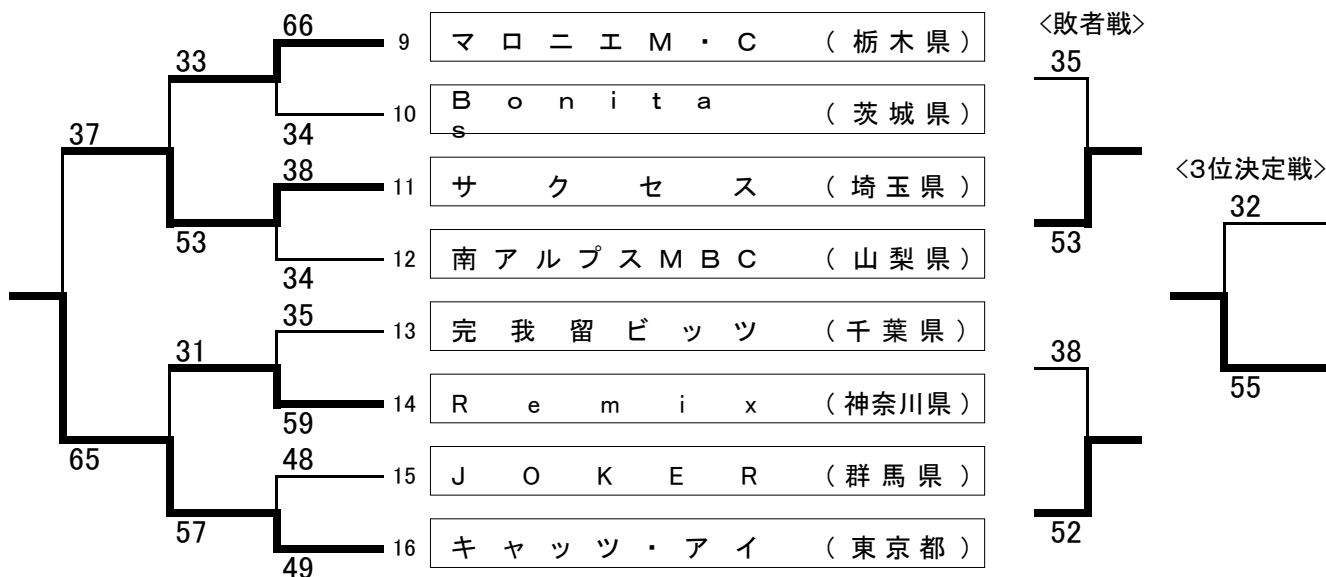 66
9 マロニエM・C (栃木県)
<敗者戦>
33
35
10 Bonitas (茨城県)
34
37
38
11 サクセス (埼玉県)
<3位決定戦>
32
53
53
12 南アルプスMBC (山梨県)
34
35
13 完我留ビッツ (千葉県)
31
38
14 Remix (神奈川県)
55
59
65
48
15 JOKER (群馬県)
57
52
16 キャッツ・アイ (東京都)
49